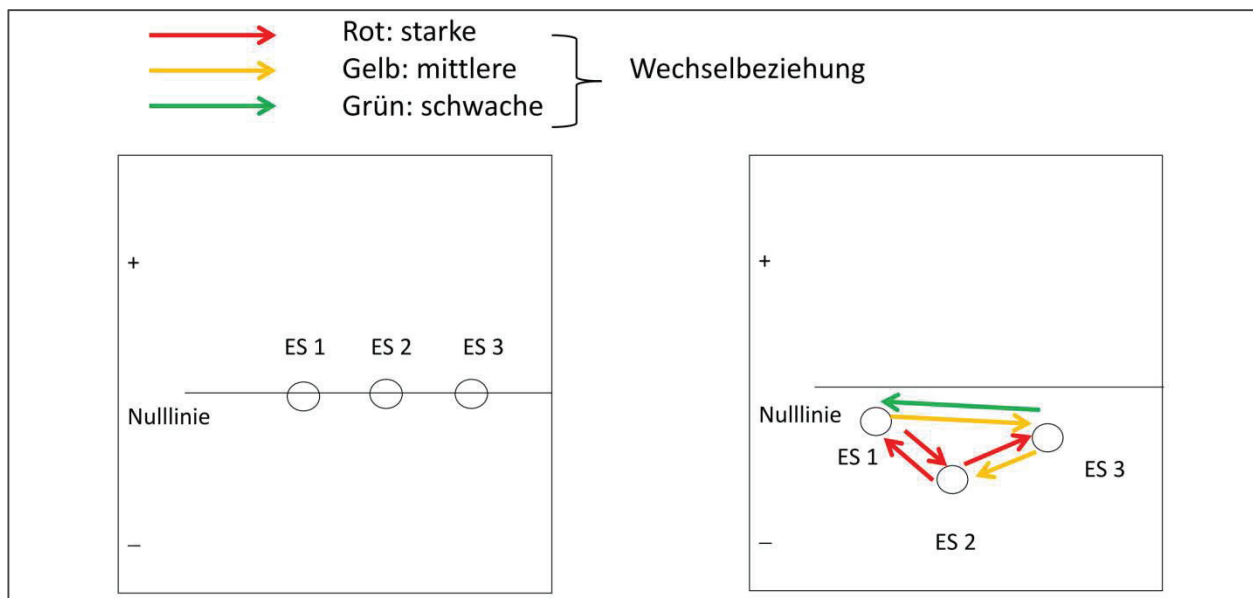 Rot: starke
Gelb: mittlere
Grün: schwache
Wechselbeziehung
+
ES 1 ES 2 ES 3
Nulllinie
–
+
Nulllinie
ES 1
ES 3
ES 2
–